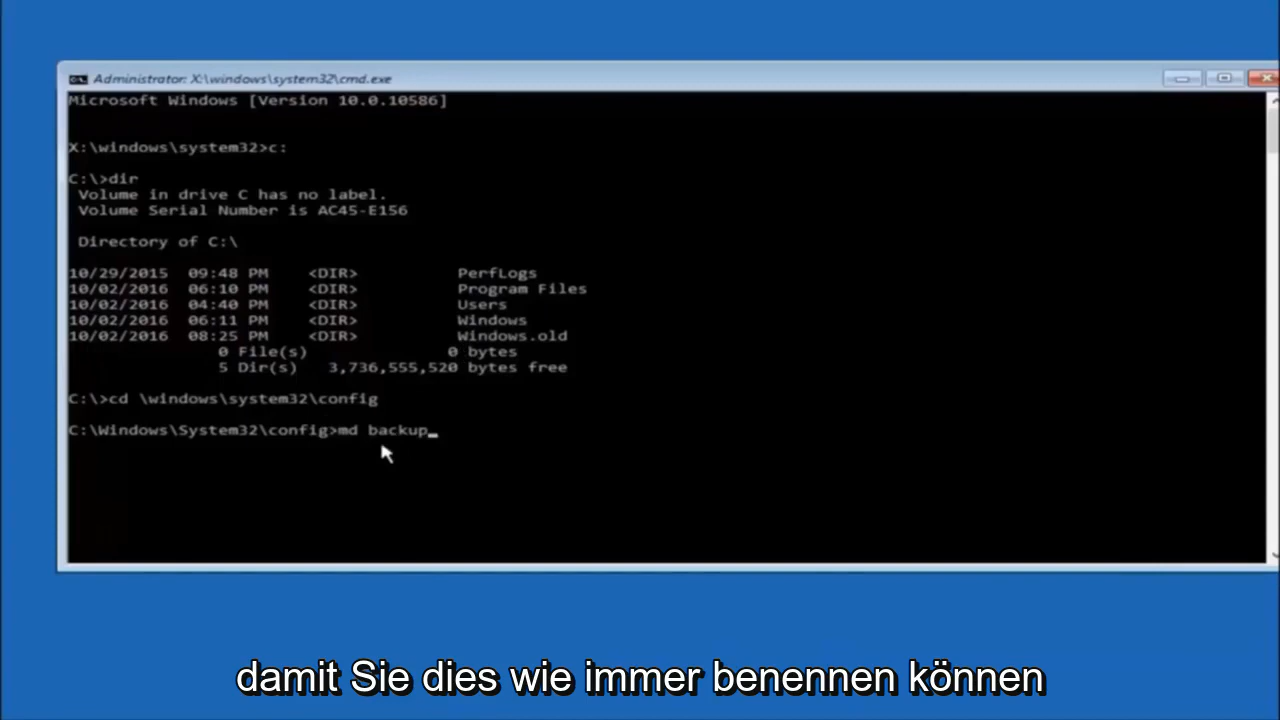 Administrator: X:\windows\system32\cmd.exe
Microsoft Windows [Version 10.0.10586]
X:\windows\system32>c:
C:\>dir
Volume in drive C has no label.
Volume Serial Number is AC45-E156
Directory of C:\
10/29/2015 09:48 PM <DIR> PerfLogs
10/02/2016 06:10 PM <DIR> Program Files
10/02/2016 04:40 PM <DIR> Users
10/02/2016 06:11 PM <DIR> Windows
10/02/2016 08:25 PM <DIR> Windows.old
0 File(s) 0 bytes
5 Dir(s) 3,736,555,520 bytes free
C:\>cd \windows\system32\config
C:\Windows\System32\config>md backup_
damit Sie dies wie immer benennen können